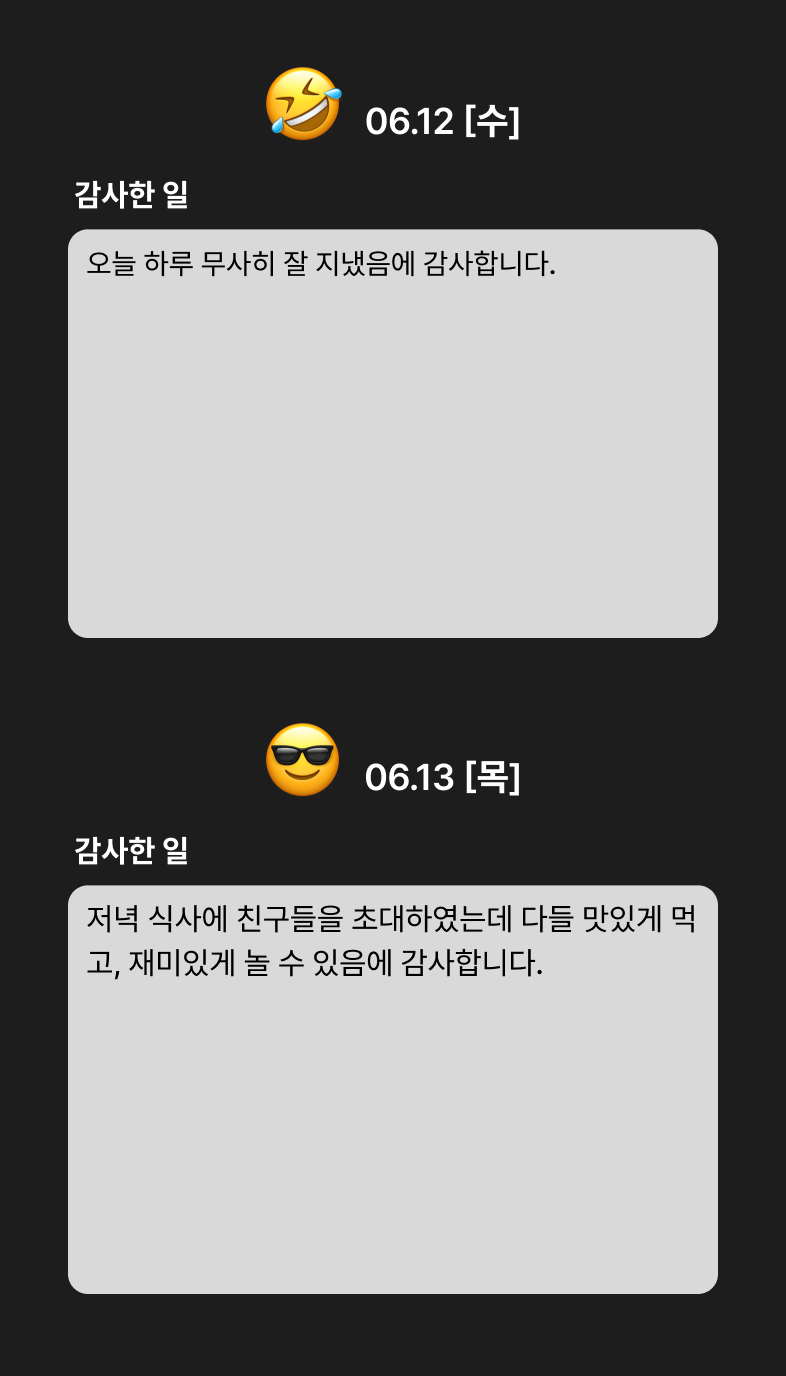 🤣 06.12 [수]
감사한 일
오늘 하루 무사히 잘 지냈음에 감사합니다.
😎 06.13 [목]
감사한 일
저녁 식사에 친구들을 초대하였는데 다들 맛있게 먹
고, 재미있게 놀 수 있음에 감사합니다.